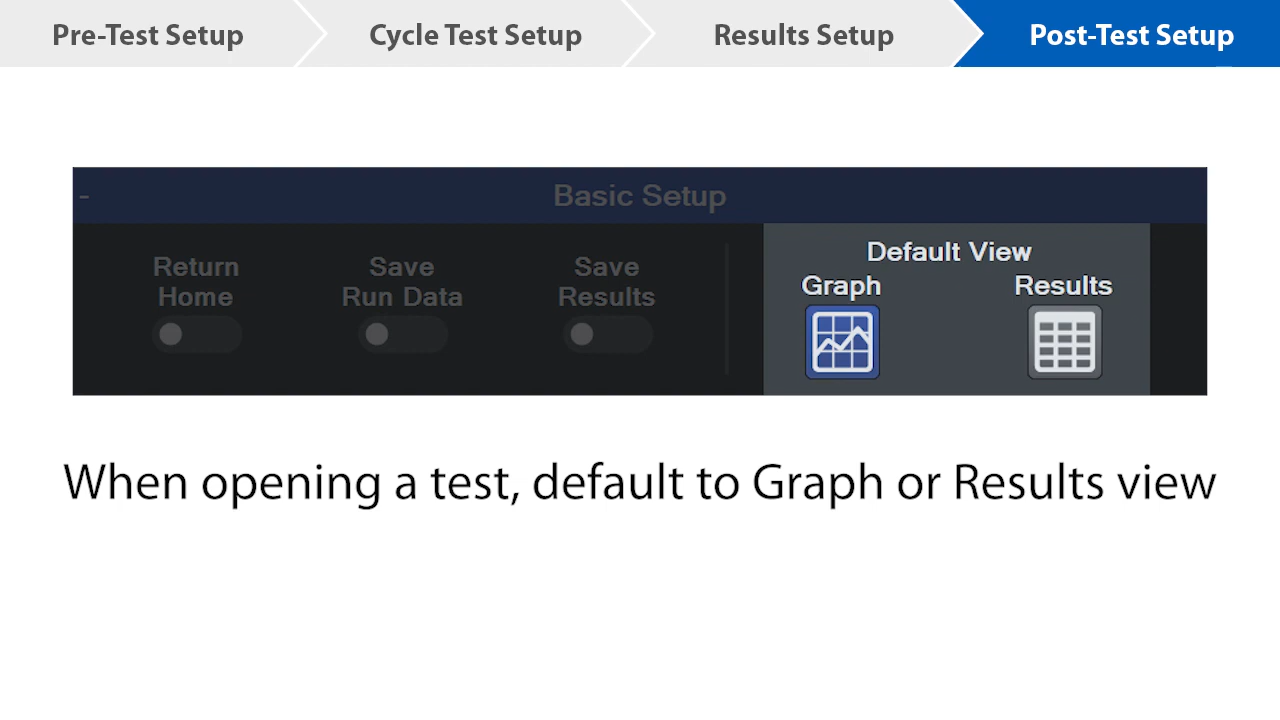 Pre-Test Setup
Cycle Test Setup
Results Setup
Post-Test Setup
- Basic Setup
Return Home
Save Run Data
Save Results
Default View
Graph
Results
When opening a test, default to Graph or Results view